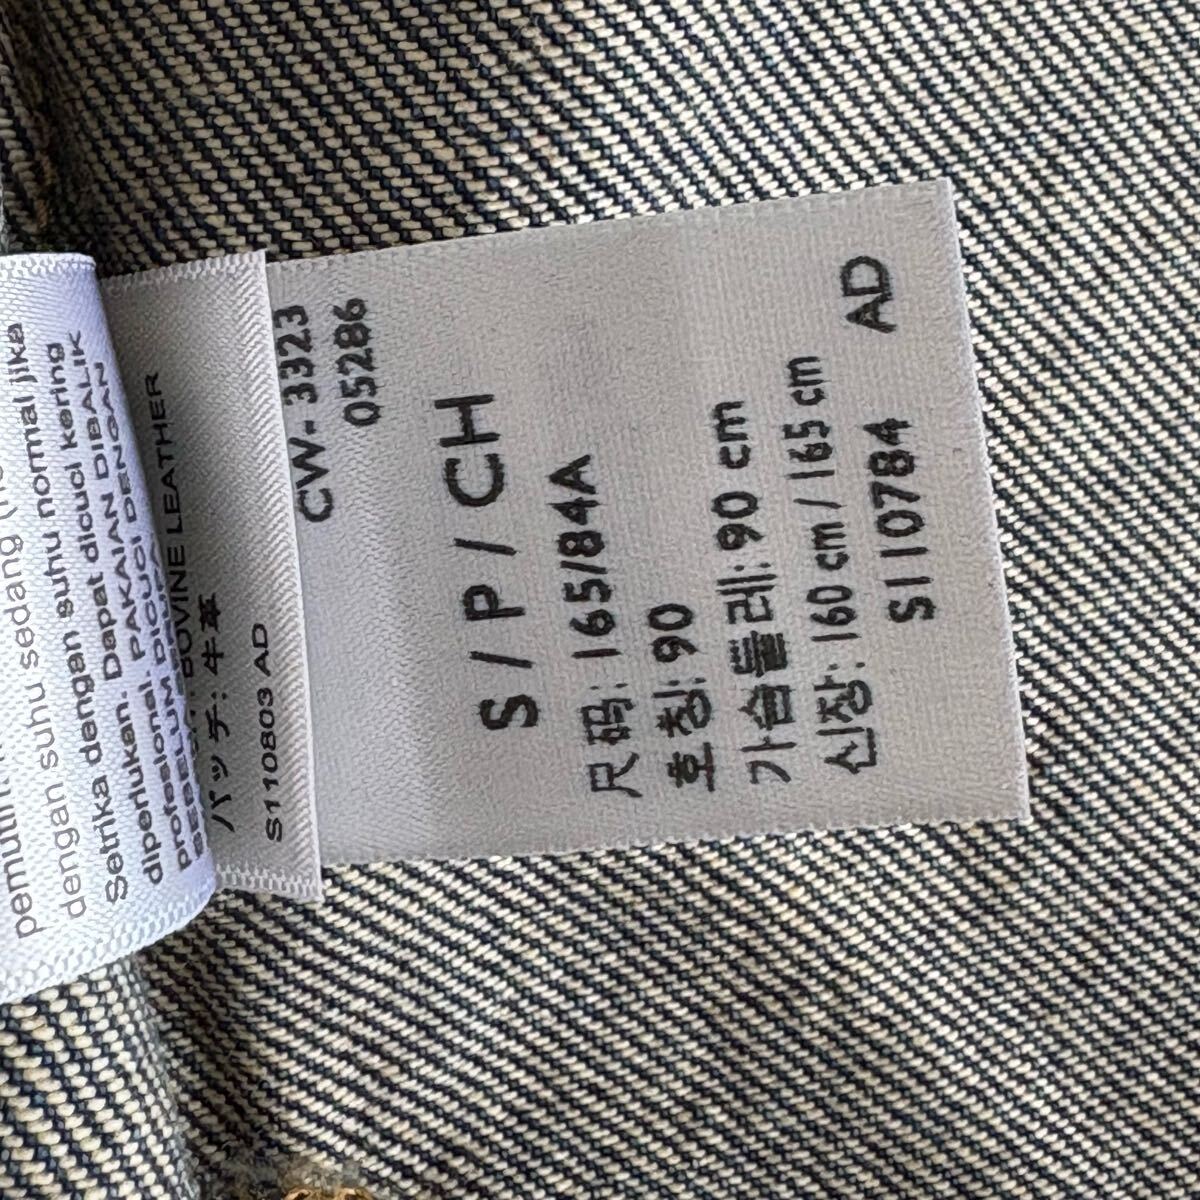 dengan suhu sedang
dengan suhu normal jika
Setrika dengan suhu kering
diperlukan. Dapat dicuci
profesional. PAKAIAN DIBALIK
DICUCI DENGAN
SEBELUM
BOVINE LEATHER
パッチ: 牛革
S110803 AD
CW- 3323
05286
S / P / CH
尺码: 165/84A
호칭: 90
가슴둘레: 90 cm
신장: 160 cm / 165 cm
S110784 AD